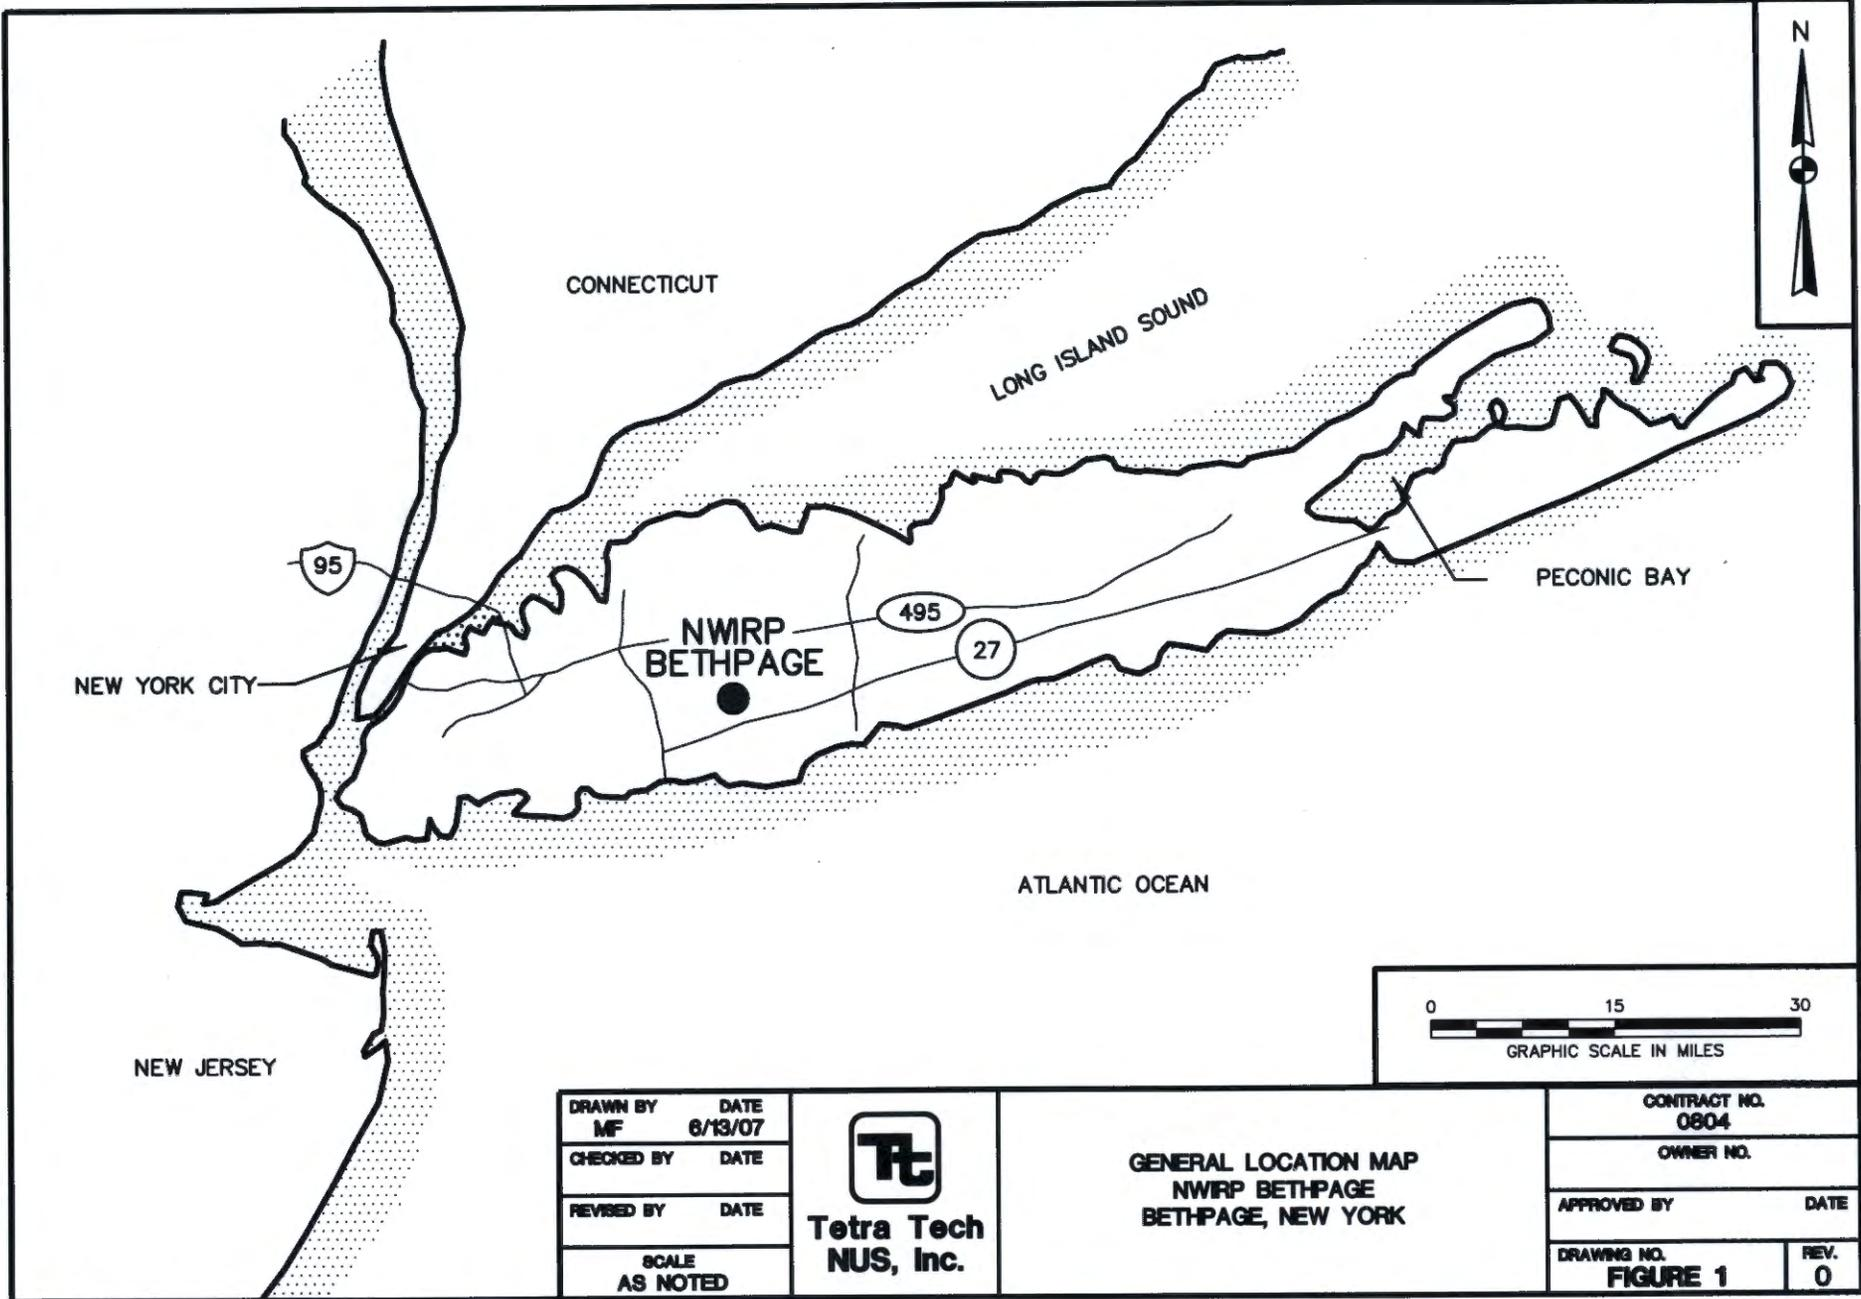 N
CONNECTICUT
LONG ISLAND SOUND
95
NWIRP
BETHPAGE
495
27
PECONIC BAY
NEW YORK CITY
ATLANTIC OCEAN
NEW JERSEY
0 15 30
GRAPHIC SCALE IN MILES
DRAWN BY DATE
MF 6/13/07
CHECKED BY DATE
REVISED BY DATE
SCALE
AS NOTED
Tt
Tetra Tech
NUS, Inc.
GENERAL LOCATION MAP
NWIRP BETHPAGE
BETHPAGE, NEW YORK
CONTRACT NO.
0804
OWNER NO.
APPROVED BY DATE
DRAWING NO.
FIGURE 1
REV.
0